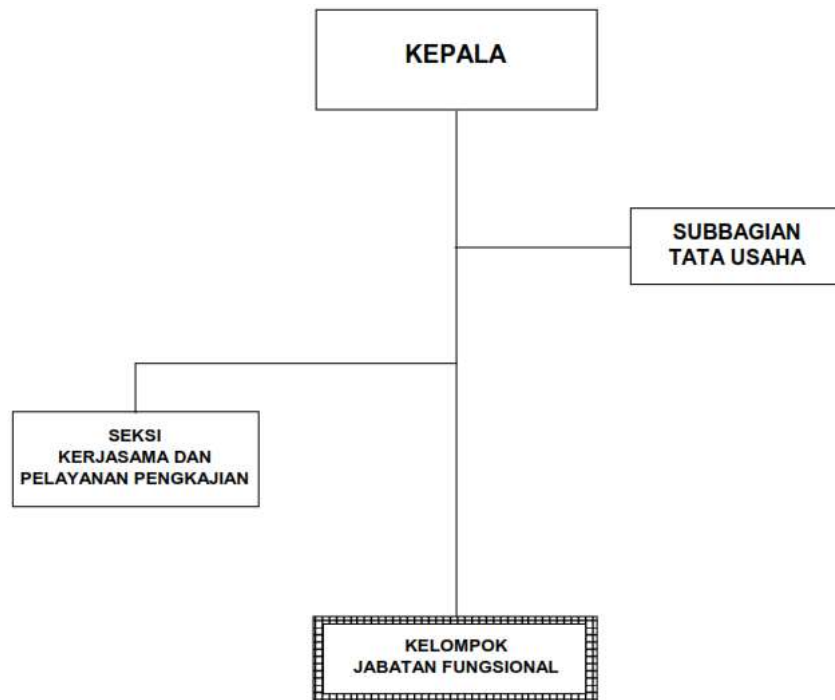 KEPALA
SUBBAGIAN
TATA USAHA
SEKSI
KERJASAMA DAN
PELAYANAN PENGKAJIAN
KELOMPOK
JABATAN FUNGSIONAL